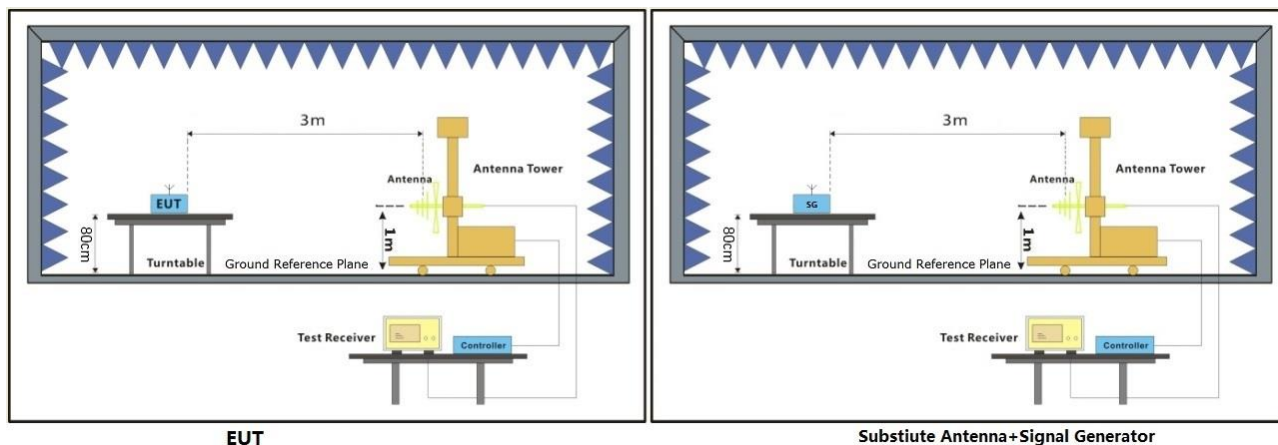 3m
Antenna
Antenna Tower
EUT
80cm
1m
Turntable
Ground Reference Plane
Test Receiver
Controller
EUT
3m
Antenna
Antenna Tower
SG
80cm
1m
Turntable
Ground Reference Plane
Test Receiver
Controller
Substiute Antenna+Signal Generator